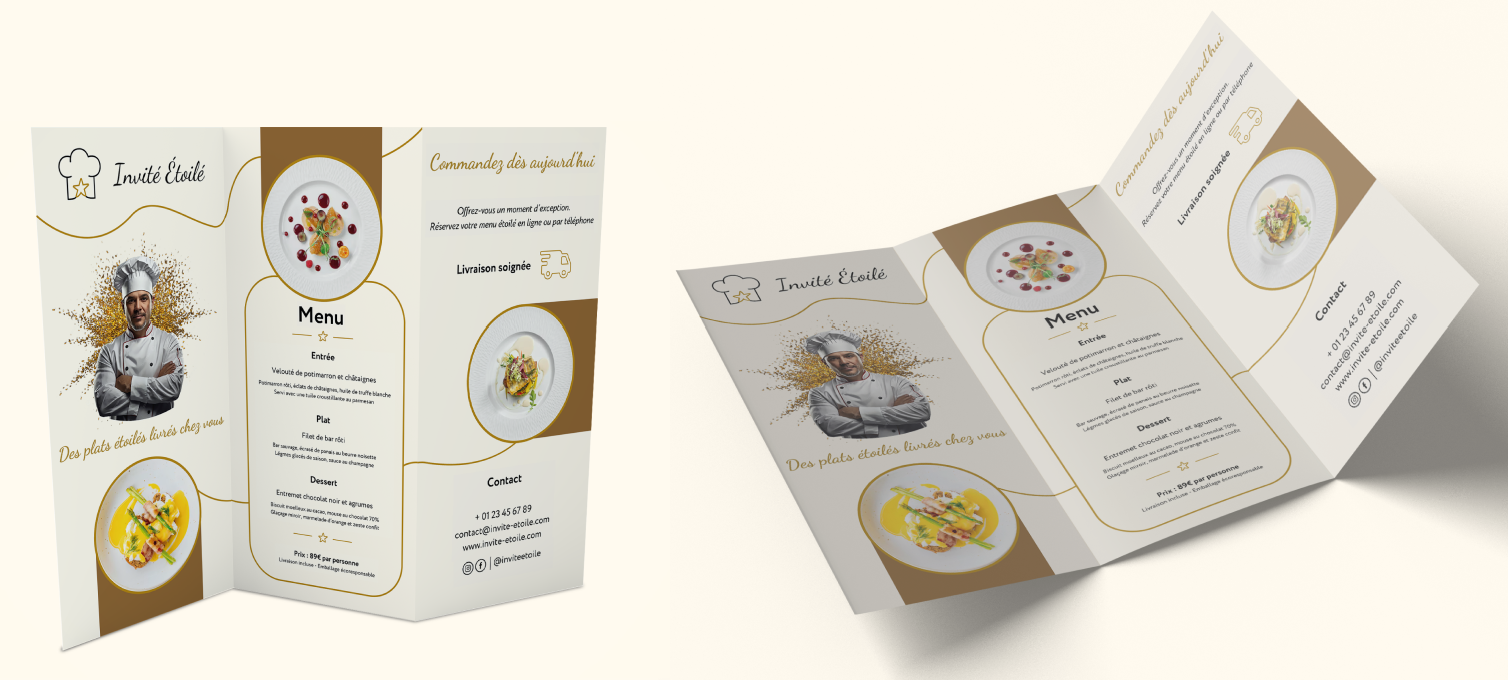 Invité Étoilé
Des plats étoilés livrés chez vous
Menu
Entrée
Velouté de potimarron et châtaignes
Potimarron rôti, éclats de châtaignes, huile de truffe blanche
Servi avec une tuile croustillante au parmesan
Plat
Filet de bar rôti
Bar sauvage, écrasé de panais au beurre noisette
Légmes glacés de saison, sauce au champagne
Dessert
Entremet chocolat noir et agrumes
Biscuit moelleux au cacao, mousse au chocolat 70%
Glaçage miroir, marmelade d'orange et zeste confit
Prix : 89€ par personne
Livraison incluse - Emballage écoresponsable
Commandez dès aujourd'hui
Offrez-vous un moment d'exception.
Réservez votre menu étoilé en ligne ou par téléphone
Livraison soignée
Contact
+ 01 23 45 67 89
contact@invite-etoile.com
www.invite-etoile.com
@inviteetoile
Invité Étoilé
Des plats étoilés livrés chez vous
Menu
Entrée
Velouté de potimarron et châtaignes
Potimarron rôti, éclats de châtaignes, huile de truffe blanche
Servi avec une tuile croustillante au parmesan
Plat
Filet de bar rôti
Bar sauvage, écrasé de panais au beurre noisette
Légmes glacés de saison, sauce au champagne
Dessert
Entremet chocolat noir et agrumes
Biscuit moelleux au cacao, mousse au chocolat 70%
Glaçage miroir, marmelade d'orange et zeste confit
Prix : 89€ par personne
Livraison incluse - Emballage écoresponsable
Commandez dès aujourd'hui
Offrez-vous un moment d'exception.
Réservez votre menu étoilé en ligne ou par téléphone
Livraison soignée
Contact
+ 01 23 45 67 89
contact@invite-etoile.com
www.invite-etoile.com
@inviteetoile